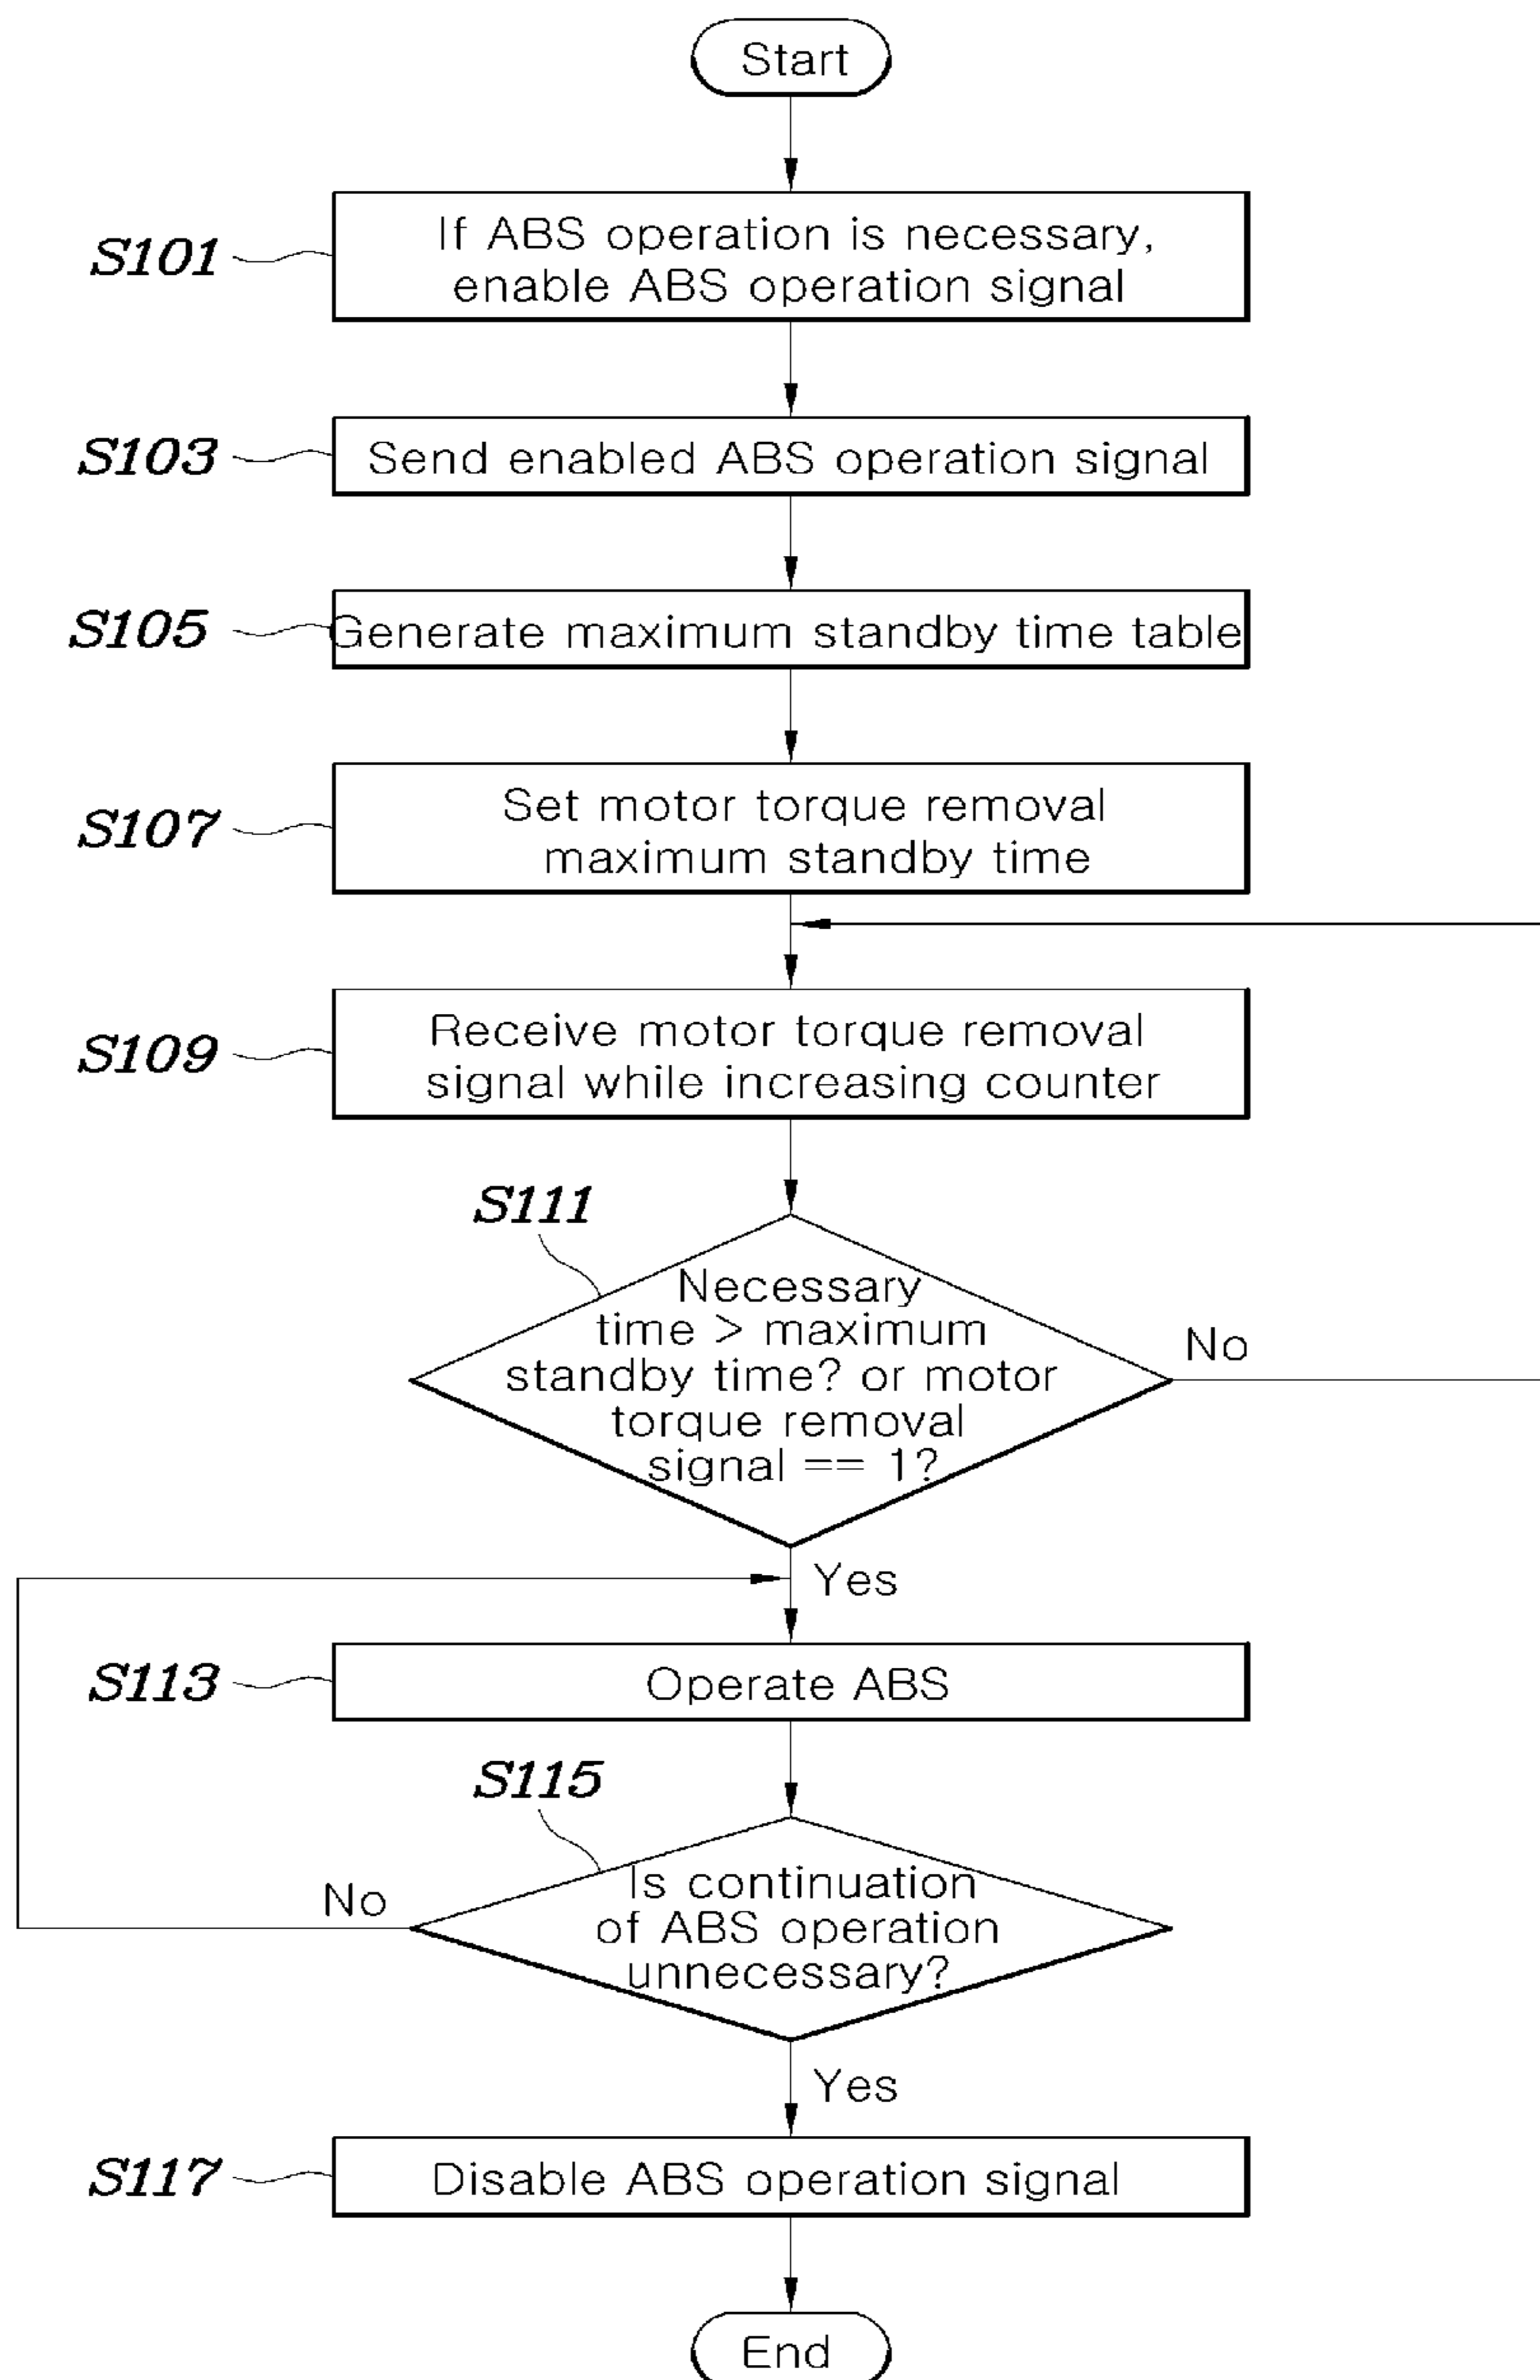 Start
S101
If ABS operation is necessary,
enable ABS operation signal
S103
Send enabled ABS operation signal
S105
Generate maximum standby time table
S107
Set motor torque removal
maximum standby time
S109
Receive motor torque removal
signal while increasing counter
S111
Necessary
time > maximum
standby time? or motor
torque removal
signal == 1?
No
Yes
S113
Operate ABS
S115
Is continuation
of ABS operation
unnecessary?
No
Yes
S117
Disable ABS operation signal
End